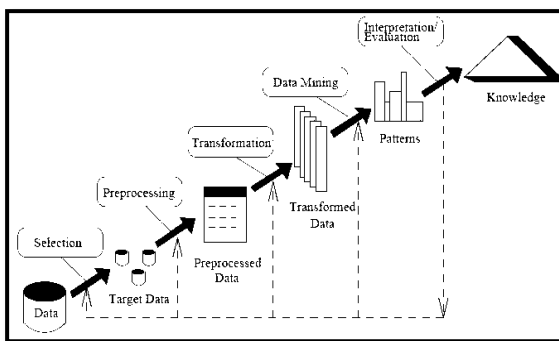 Interpretation/
Evaluation
Data Mining
Knowledge
Transformation
Patterns
Preprocessing
Transformed
Data
Selection
Preprocessed
Data
Target Data
Data